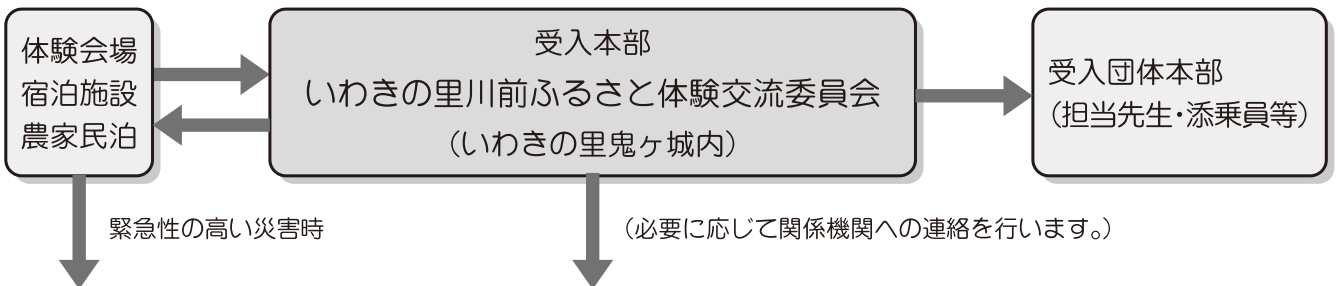 体験会場
宿泊施設
農家民泊
受入本部
いわきの里川前ふるさと体験交流委員会
（いわきの里鬼ヶ城内）
受入団体本部
（担当先生・添乗員等）
緊急性の高い災害時
（必要に応じて関係機関への連絡を行います。）